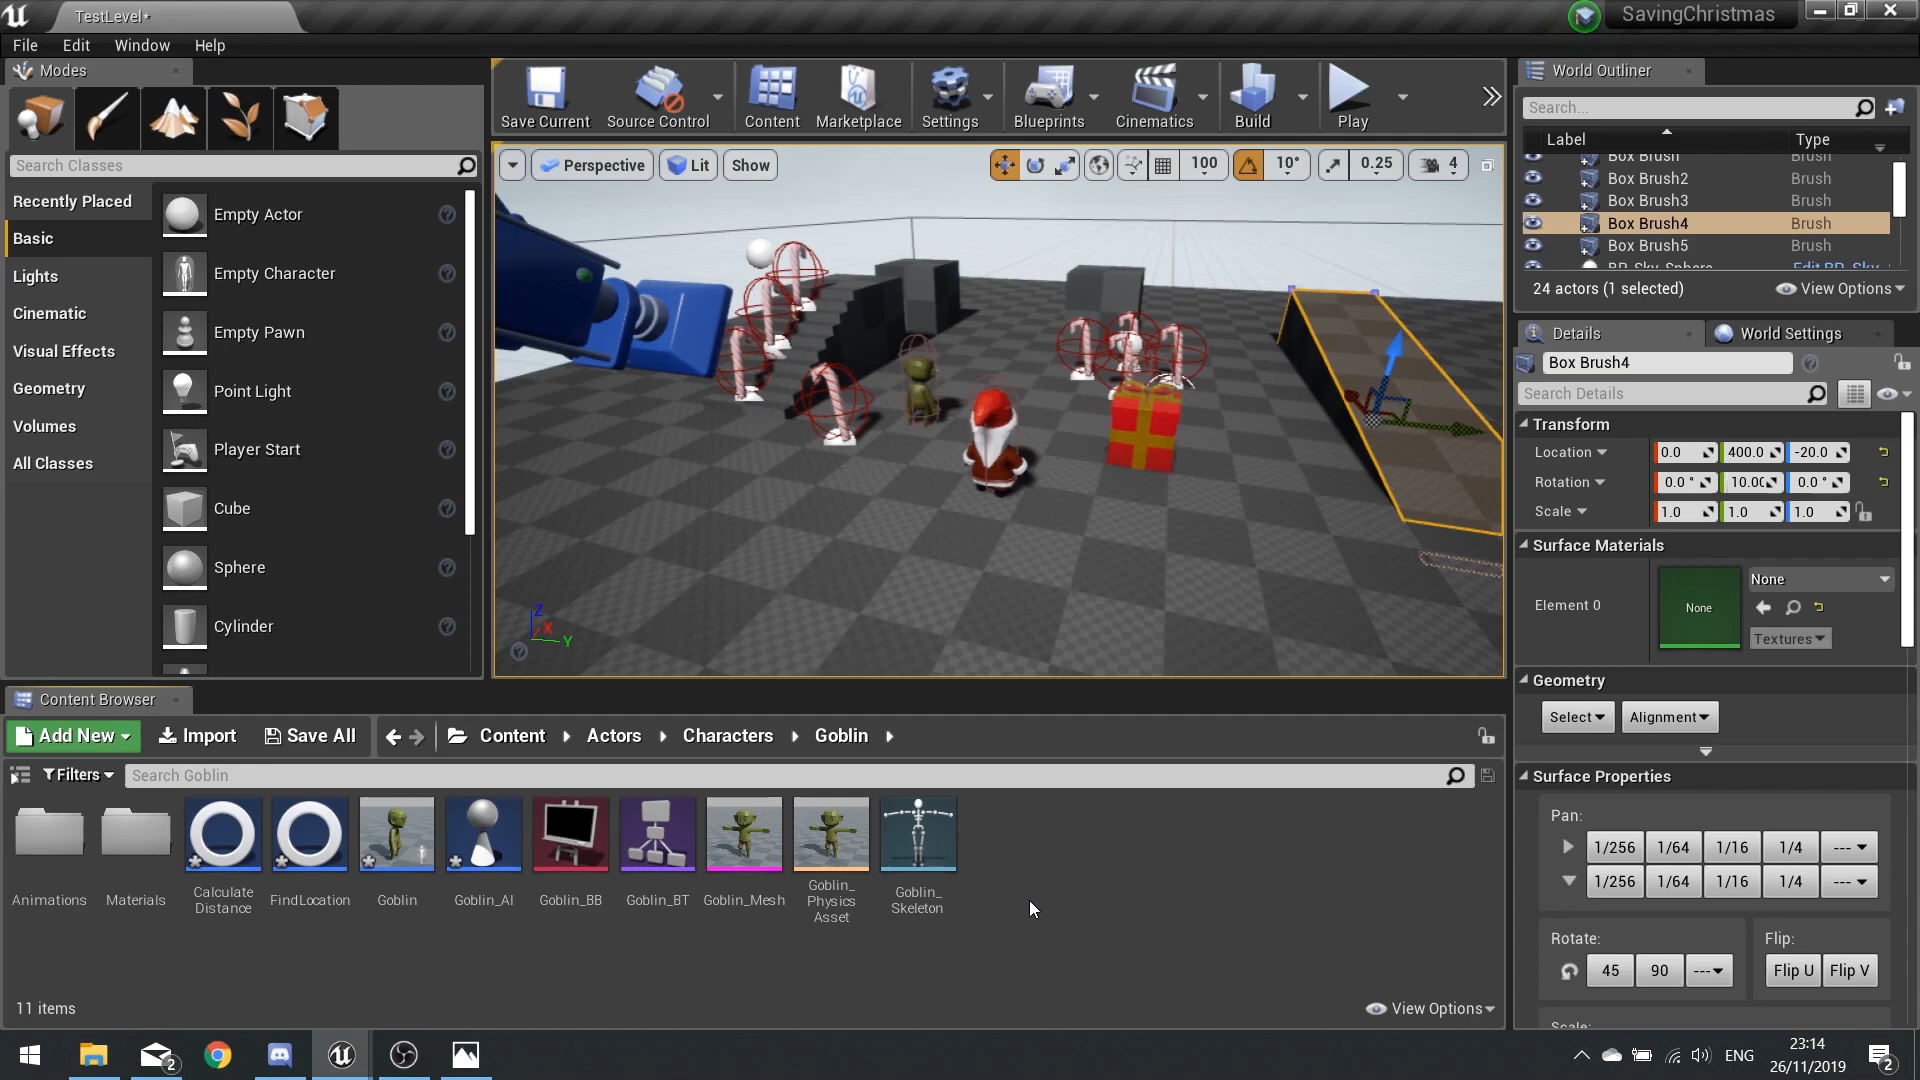 TestLevel*
SavingChristmas
File Edit Window Help
Modes
Search Classes
Recently Placed
Basic
Lights
Cinematic
Visual Effects
Geometry
Volumes
All Classes
Empty Actor
Empty Character
Empty Pawn
Point Light
Player Start
Cube
Sphere
Cylinder
Save Current
Source Control
Content
Marketplace
Settings
Blueprints
Cinematics
Build
Play
Perspective
Lit
Show
100
10°
0.25
4
Z
X
Y
World Outliner
Search...
Label Type
Box Brush Brush
Box Brush2 Brush
Box Brush3 Brush
Box Brush4 Brush
Box Brush5 Brush
BP_Sky_Sphere Edit BP_Sky
24 actors (1 selected) View Options
Details
World Settings
Box Brush4
Search Details
Transform
Location 0.0 400.0 -20.0
Rotation 0.0 ° 10.00 0.0 °
Scale 1.0 1.0 1.0
Surface Materials
Element 0
None
None
Textures
Geometry
Select
Alignment
Surface Properties
Pan:
1/256 1/64 1/16 1/4 ---
1/256 1/64 1/16 1/4 ---
Rotate:
45 90 ---
Flip:
Flip U Flip V
Scale:
Content Browser
Add New
Import
Save All
Content
Actors
Characters
Goblin
Filters
Search Goblin
Animations
Materials
Calculate
Distance
FindLocation
Goblin
Goblin_AI
Goblin_BB
Goblin_BT
Goblin_Mesh
Goblin_
Physics
Asset
Goblin_
Skeleton
11 items
View Options
2
ENG
23:14
26/11/2019
2